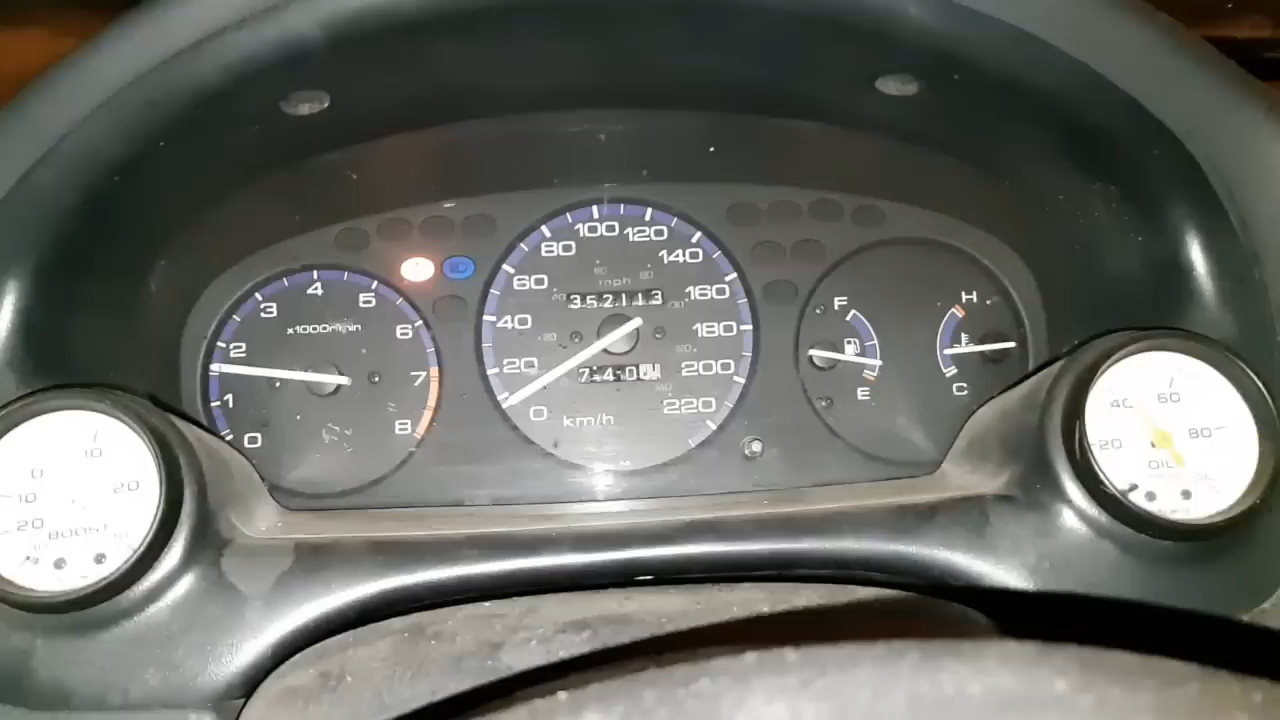 0 1 2 3 4 5 6 7 8
x1000r/min
0 20 40 60 80 100 120 140 160 180 200 220
mph
352113
740
km/h
F
E
H
C
20 10 0 10 20
BOOST
20 40 60 80
OIL